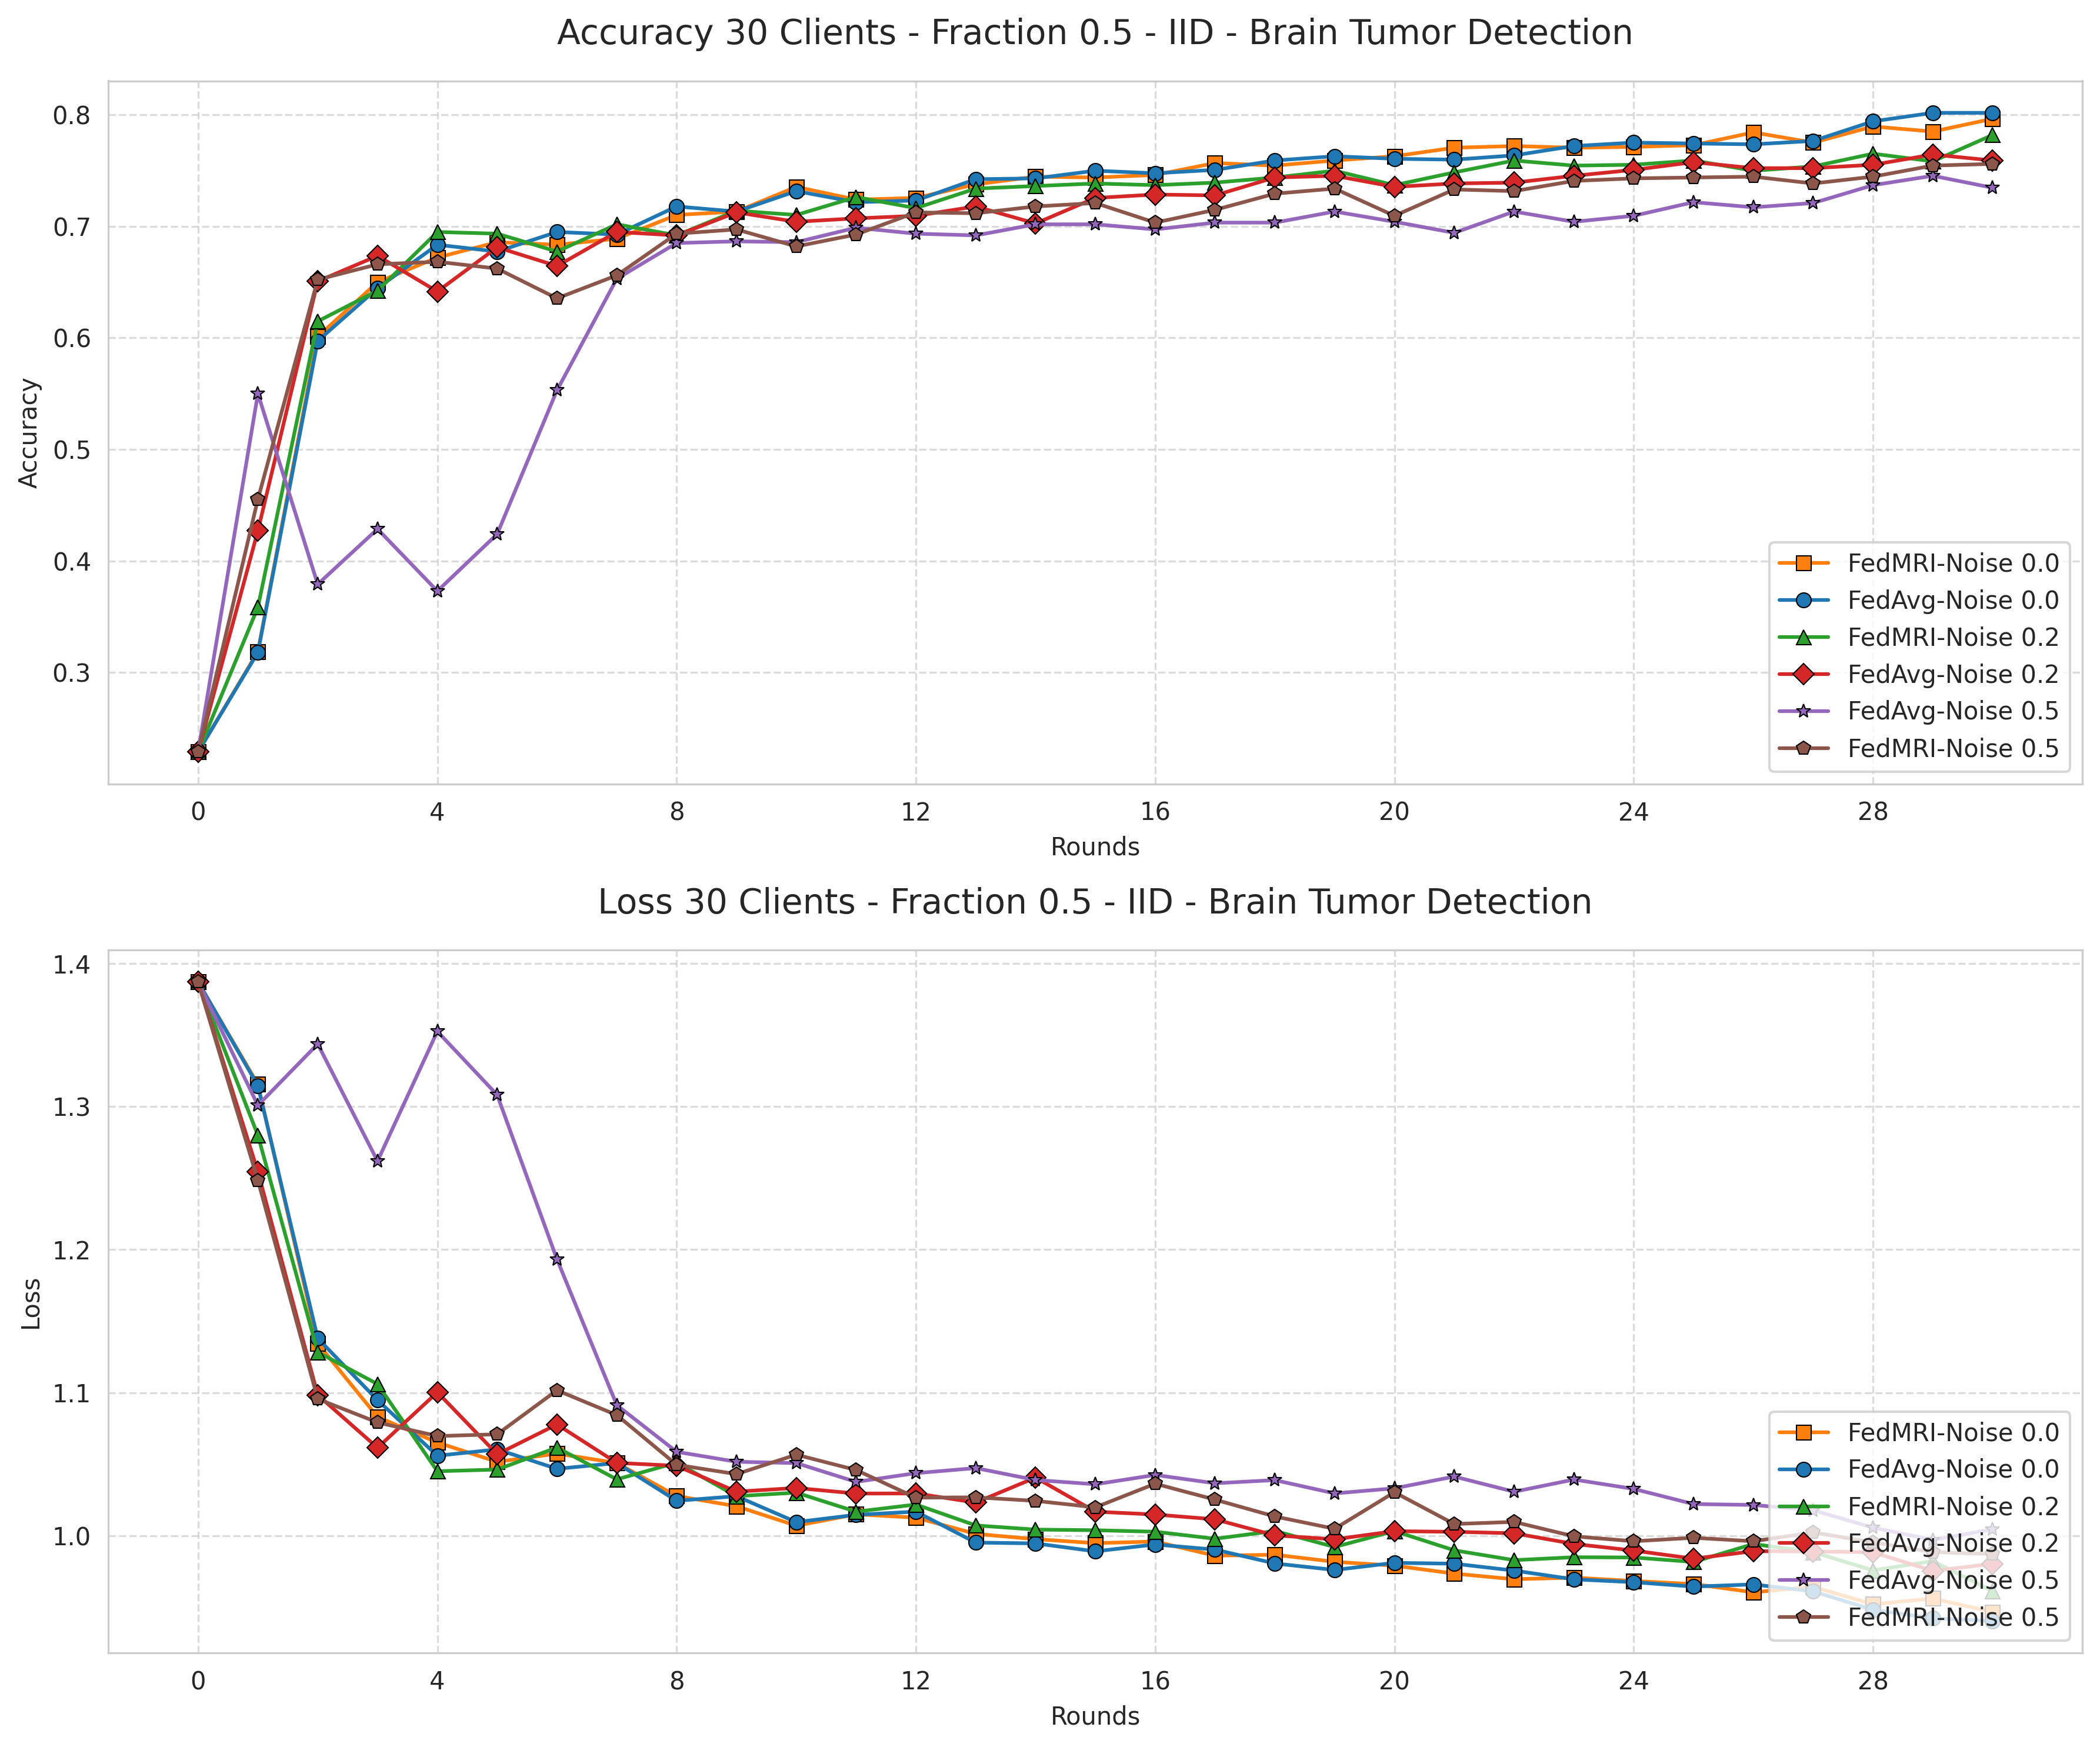 Accuracy 30 Clients - Fraction 0.5 - IID - Brain Tumor Detection
Accuracy
0.8
0.7
0.6
0.5
0.4
0.3
FedMRI-Noise 0.0
FedAvg-Noise 0.0
FedMRI-Noise 0.2
FedAvg-Noise 0.2
FedAvg-Noise 0.5
FedMRI-Noise 0.5
0 4 8 12 16 20 24 28
Rounds
Loss 30 Clients - Fraction 0.5 - IID - Brain Tumor Detection
Loss
1.4
1.3
1.2
1.1
1.0
FedMRI-Noise 0.0
FedAvg-Noise 0.0
FedMRI-Noise 0.2
FedAvg-Noise 0.2
FedAvg-Noise 0.5
FedMRI-Noise 0.5
0 4 8 12 16 20 24 28
Rounds